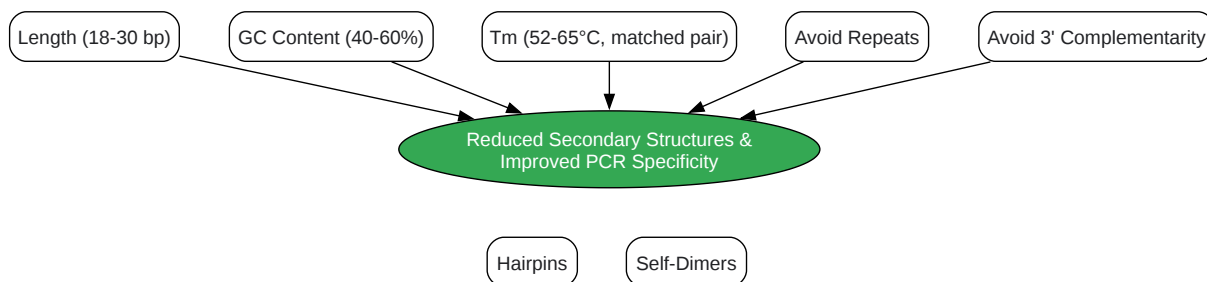 Length (18-30 bp)
GC Content (40-60%)
Tm (52-65°C, matched pair)
Avoid Repeats
Avoid 3' Complementarity
Reduced Secondary Structures &
Improved PCR Specificity
Hairpins
Self-Dimers